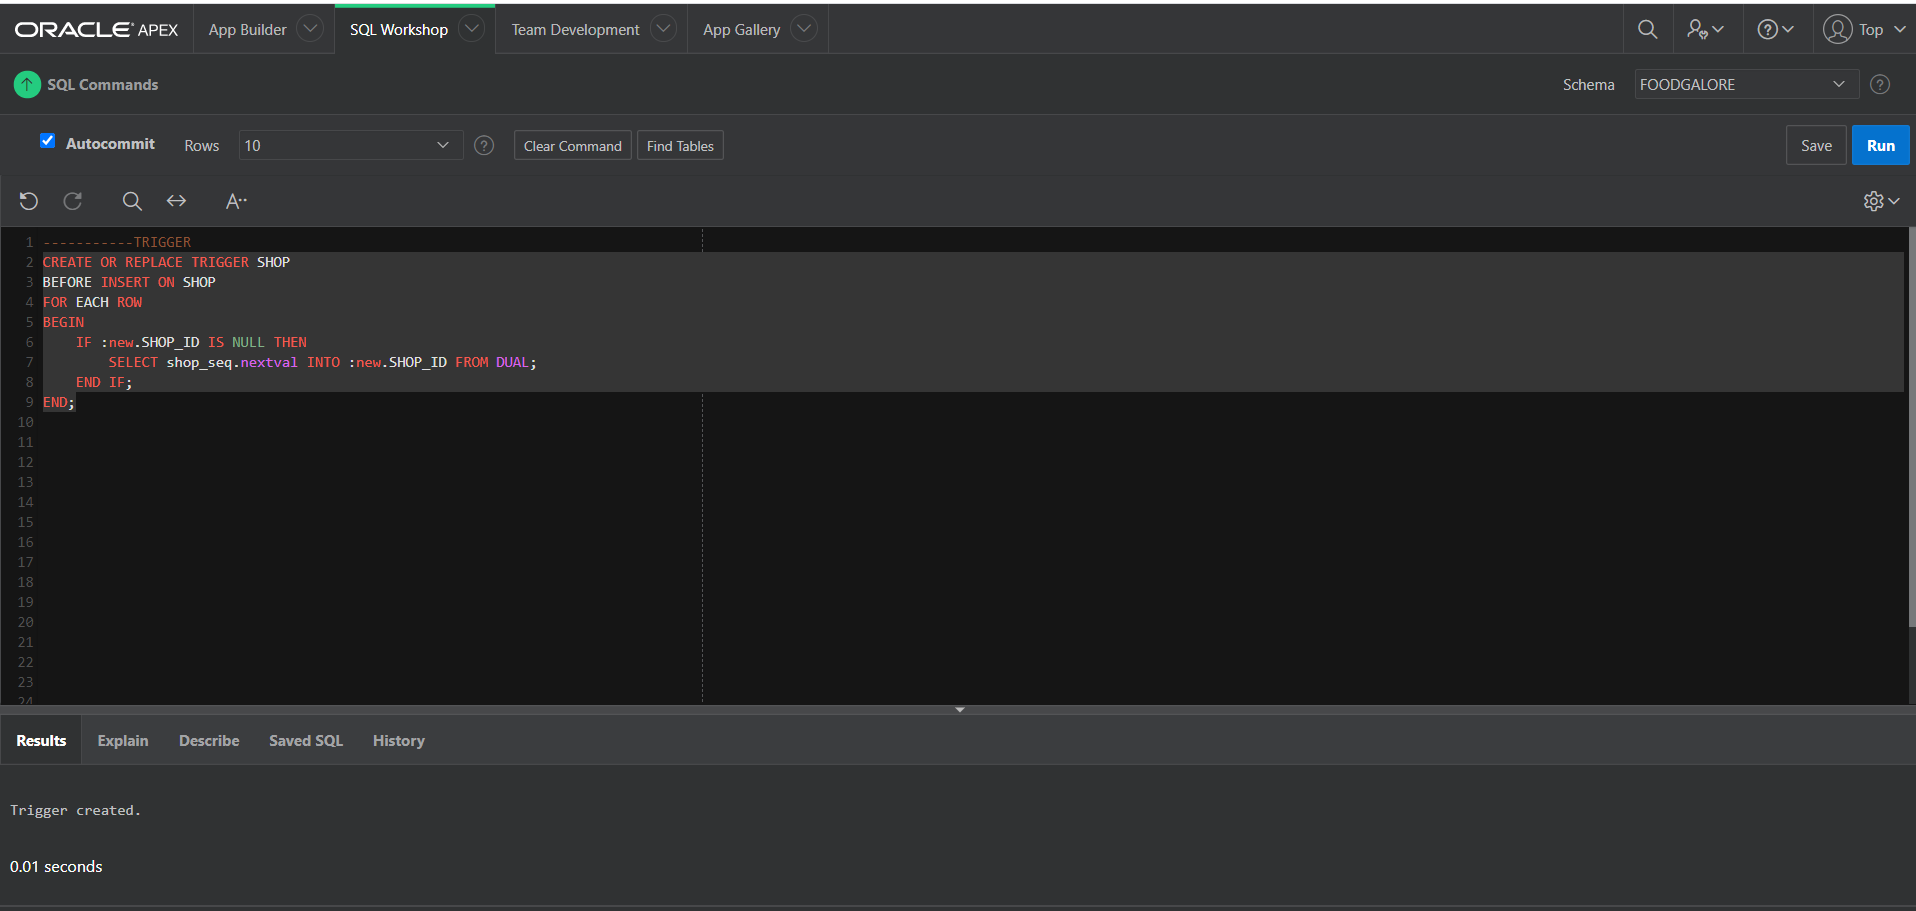 ORACLE APEX App Builder SQL Workshop Team Development App Gallery Top
SQL Commands Schema FOODGALORE
Autocommit Rows 10 Clear Command Find Tables Save Run
A··
1 -----------TRIGGER
2 CREATE OR REPLACE TRIGGER SHOP
3 BEFORE INSERT ON SHOP
4 FOR EACH ROW
5 BEGIN
6     IF :new.SHOP_ID IS NULL THEN
7         SELECT shop_seq.nextval INTO :new.SHOP_ID FROM DUAL;
8     END IF;
9 END;
10
11
12
13
14
15
16
17
18
19
20
21
22
23
24
Results Explain Describe Saved SQL History
Trigger created.
0.01 seconds